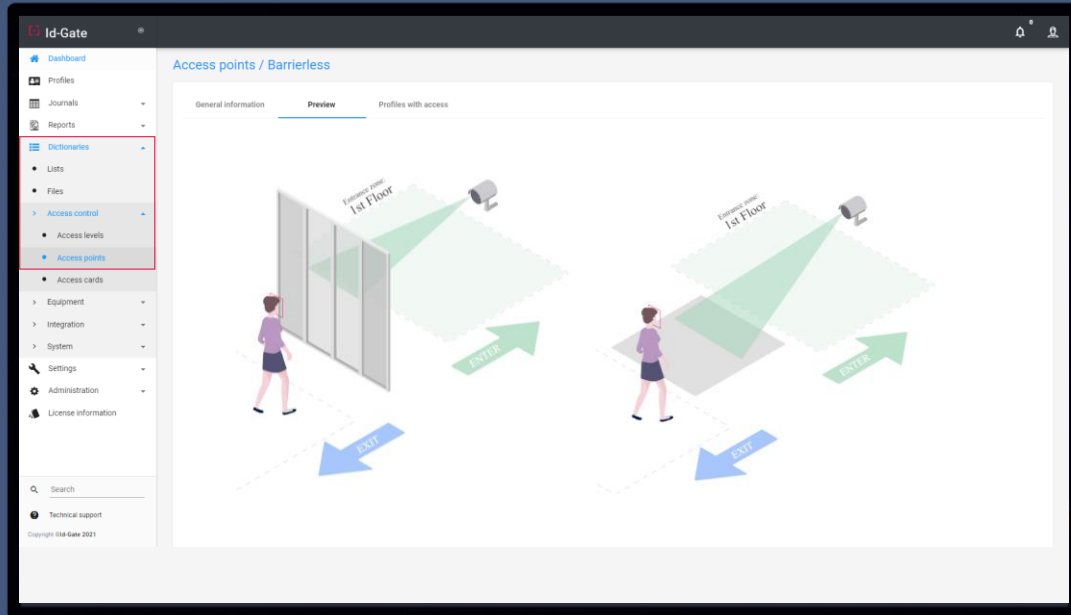 Id-Gate
0
Dashboard
Profiles
Journals
Reports
Dictionaries
Lists
Files
Access control
Access levels
Access points
Access cards
Equipment
Integration
System
Settings
Administration
License information
Search
Technical support
Copyright ©Id-Gate 2021
Access points / Barrierless
General information
Preview
Profiles with access
Entrance zone:
1st Floor
ENTER
EXIT
Entrance zone:
1st Floor
ENTER
EXIT